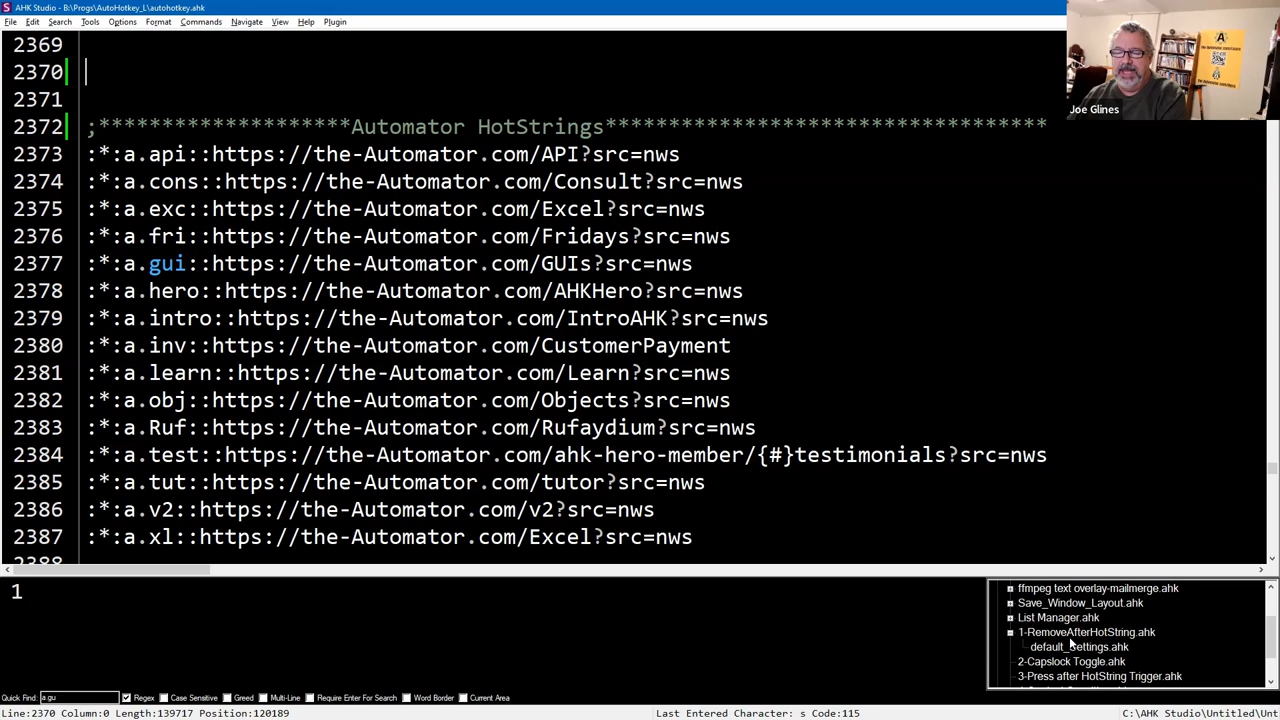 AHK Studio - B:\Progs\AutoHotkey_L\autohotkey.ahk
File Edit Search Tools Options Format Commands Navigate View Help Plugin
Joe Glines
2369
2370
2371
2372 ;********************Automator HotStrings***********************************
2373 :*:a.api::https://the-Automator.com/API?src=nws
2374 :*:a.cons::https://the-Automator.com/Consult?src=nws
2375 :*:a.exc::https://the-Automator.com/Excel?src=nws
2376 :*:a.fri::https://the-Automator.com/Fridays?src=nws
2377 :*:a.gui::https://the-Automator.com/GUIs?src=nws
2378 :*:a.hero::https://the-Automator.com/AHKHero?src=nws
2379 :*:a.intro::https://the-Automator.com/IntroAHK?src=nws
2380 :*:a.inv::https://the-Automator.com/CustomerPayment
2381 :*:a.learn::https://the-Automator.com/Learn?src=nws
2382 :*:a.obj::https://the-Automator.com/Objects?src=nws
2383 :*:a.Ruf::https://the-Automator.com/Rufaydium?src=nws
2384 :*:a.test::https://the-Automator.com/ahk-hero-member/{#}testimonials?src=nws
2385 :*:a.tut::https://the-Automator.com/tutor?src=nws
2386 :*:a.v2::https://the-Automator.com/v2?src=nws
2387 :*:a.xl::https://the-Automator.com/Excel?src=nws
2388
1
ffmpeg text overlay-mailmerge.ahk
Save_Window_Layout.ahk
List Manager.ahk
1-RemoveAfterHotString.ahk
default_Settings.ahk
2-Capslock Toggle.ahk
3-Press after HotString Trigger.ahk
Quick Find: a.gu Regex Case Sensitive Greed Multi-Line Require Enter For Search Word Border Current Area
Line:2370 Column:0 Length:139717 Position:120189 Last Entered Character: s Code:115 C:\AHK Studio\Untitled\Unt